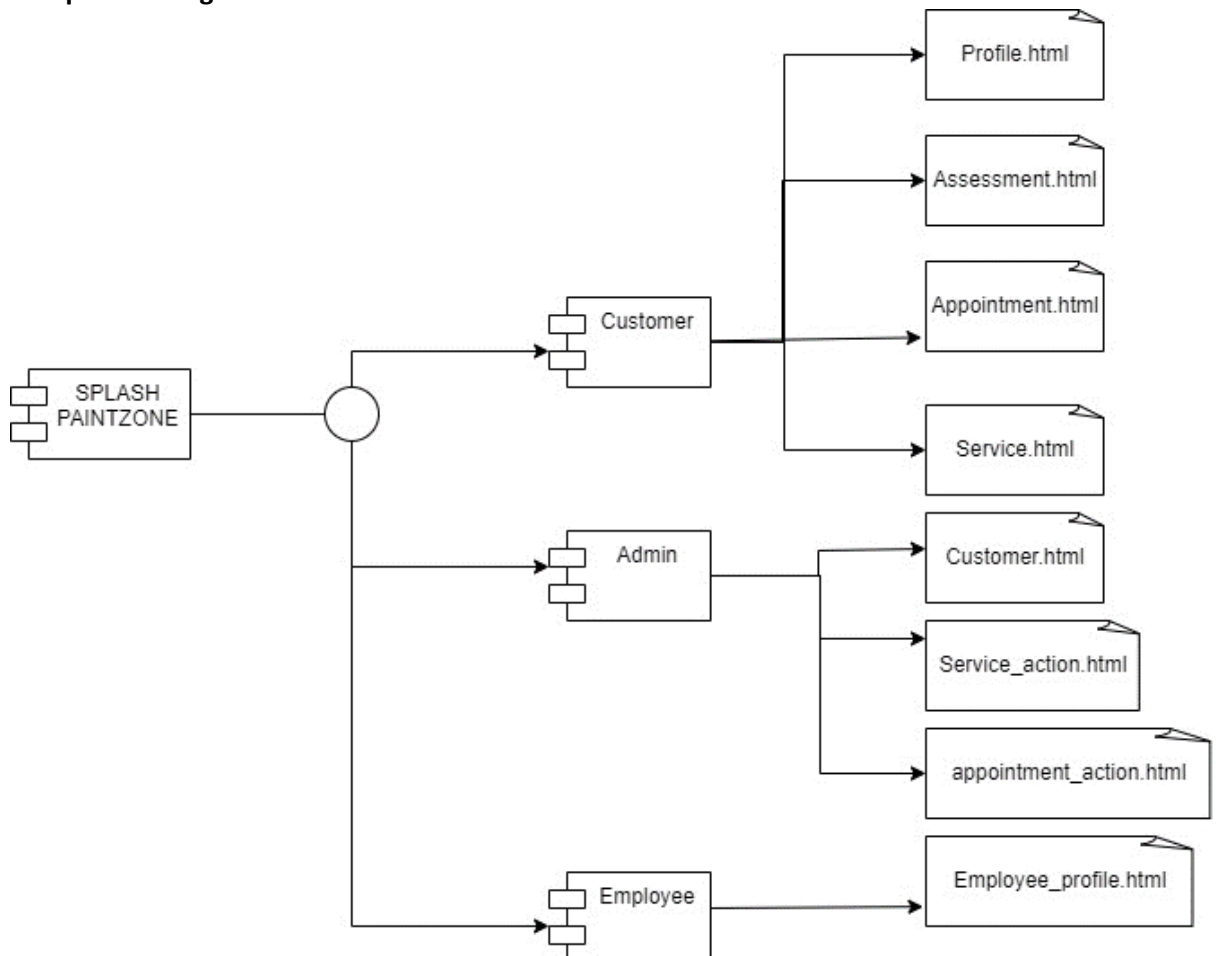 Profile.html
Assessment.html
Appointment.html
Customer
SPLASH
PAINTZONE
Service.html
Admin
Customer.html
Service_action.html
appointment_action.html
Employee
Employee_profile.html